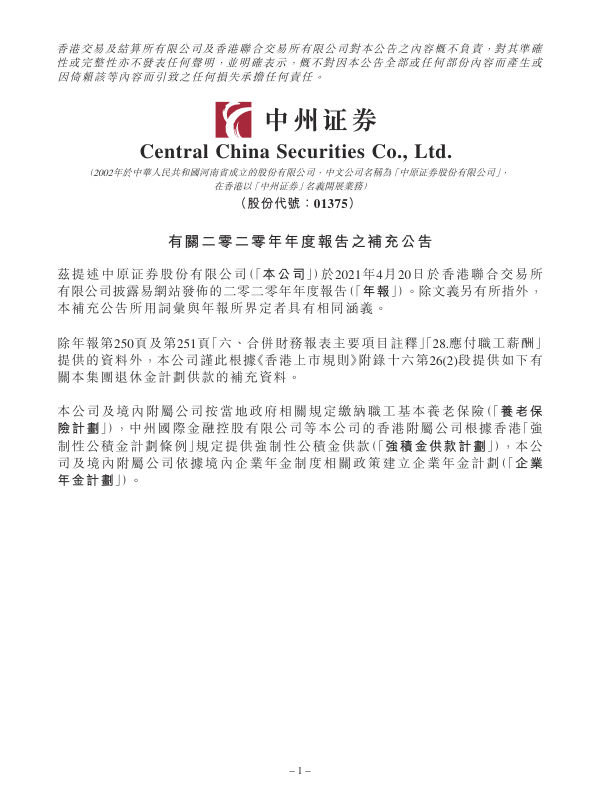 香港交易及結算所有限公司及香港聯合交易所有限公司對本公告之內容概不負責，對其準確
性或完整性亦不發表任何聲明，並明確表示，概不對因本公告全部或任何部份內容而產生或
因倚賴該等內容而引致之任何損失承擔任何責任。
中州证券
Central China Securities Co., Ltd.
（2002年於中華人民共和國河南省成立的股份有限公司，中文公司名稱為「中原证券股份有限公司」，
在香港以「中州证券」名義開展業務）
（股份代號：01375）
有關二零二零年年度報告之補充公告
茲提述中原证券股份有限公司（「本公司」）於2021年4月20日於香港聯合交易所
有限公司披露易網站發佈的二零二零年年度報告（「年報」）。除文義另有所指外，
本補充公告所用詞彙與年報所界定者具有相同涵義。
除年報第250頁及第251頁「六、合併財務報表主要項目註釋」「28.應付職工薪酬」
提供的資料外，本公司謹此根據《香港上市規則》附錄十六第26(2)段提供如下有
關本集團退休金計劃供款的補充資料。
本公司及境內附屬公司按當地政府相關規定繳納職工基本養老保險（「養老保
險計劃」），中州國際金融控股有限公司等本公司的香港附屬公司根據香港「強
制性公積金計劃條例」規定提供強制性公積金供款（「強積金供款計劃」），本公
司及境內附屬公司依據境內企業年金制度相關政策建立企業年金計劃（「企業
年金計劃」）。
– 1 –